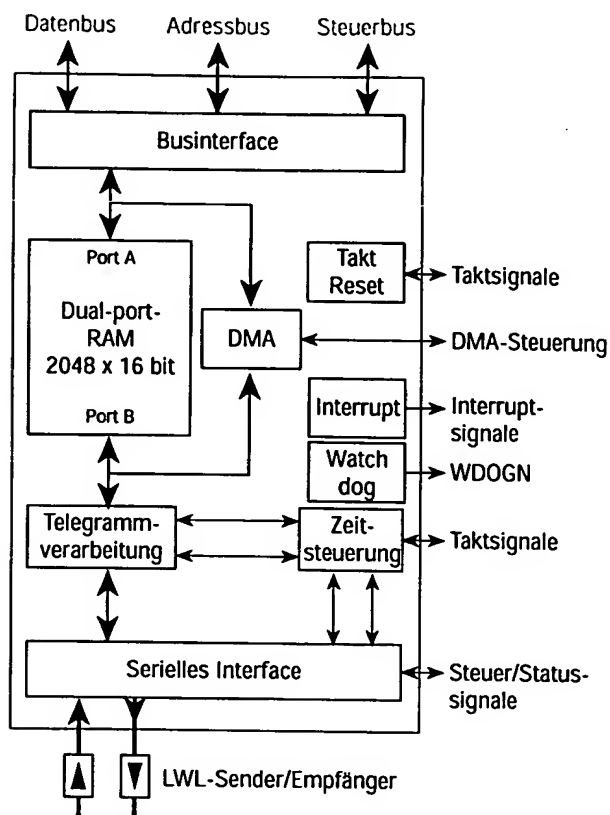 Datenbus Adressbus Steuerbus
Businterface
Port A
Dual-port-
RAM
2048 x 16 bit
Port B
DMA
Takt
Reset
Taktsignale
DMA-Steuerung
Interrupt
Interrupt-
signale
Watch
dog
WDOGN
Telegramm-
verarbeitung
Zeit-
steuerung
Taktsignale
Serielles Interface
Steuer/Status-
signale
LWL-Sender/Empfänger